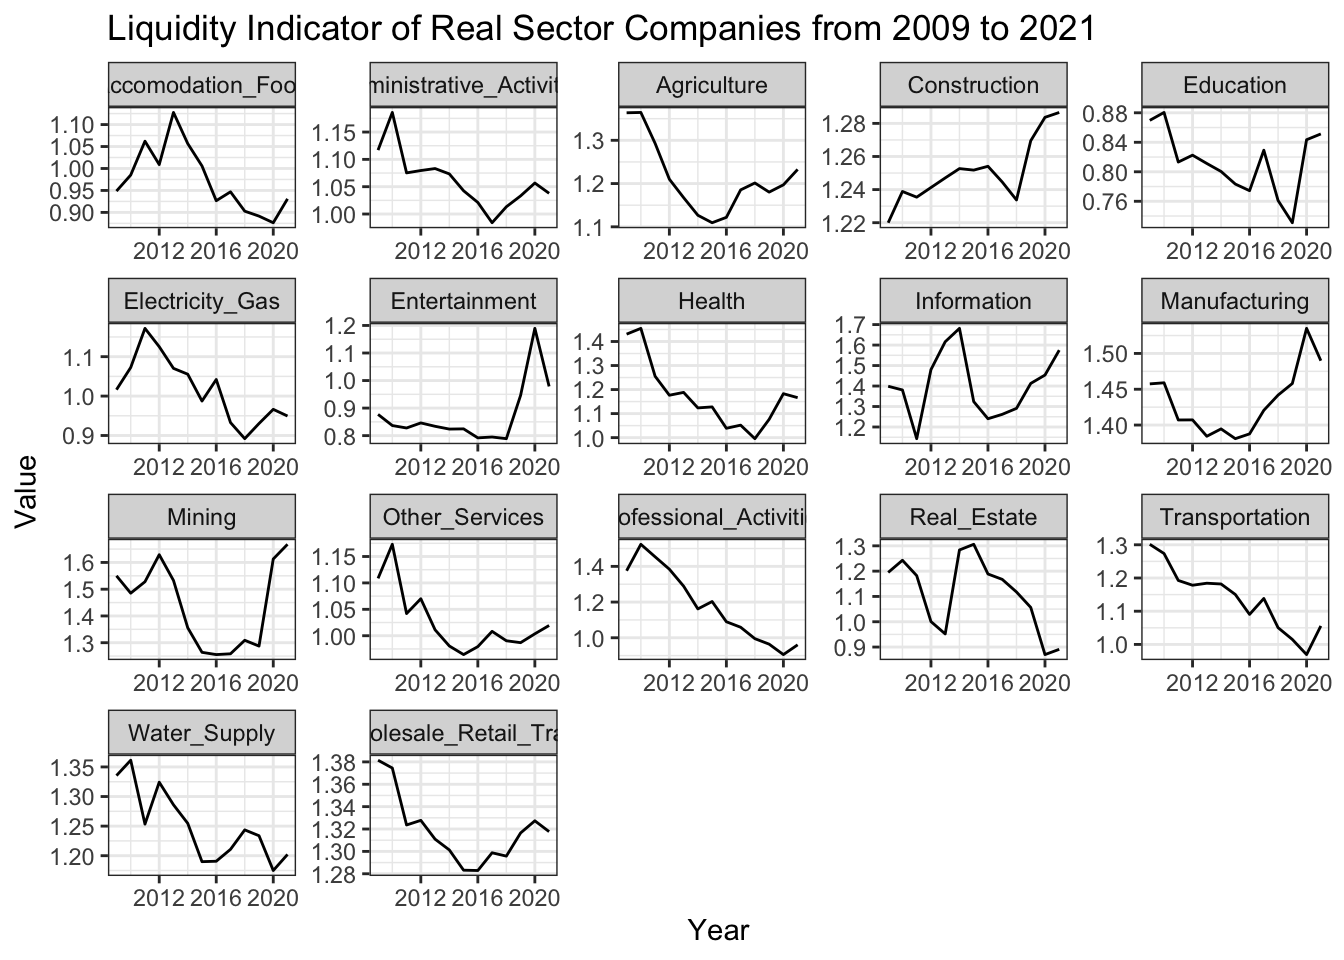 Liquidity Indicator of Real Sector Companies from 2009 to 2021
ccomodation_Foo
ministrative_Activit
Agriculture
Construction
Education
1.10
1.05
1.00
0.95
0.90
1.15
1.10
1.05
1.00
1.3
1.2
1.1
1.28
1.26
1.24
1.22
0.88
0.84
0.80
0.76
2012 2016 2020
2012 2016 2020
2012 2016 2020
2012 2016 2020
2012 2016 2020
Electricity_Gas
Entertainment
Health
Information
Manufacturing
1.1
1.0
0.9
1.2
1.1
1.0
0.9
0.8
1.4
1.3
1.2
1.1
1.0
1.7
1.6
1.5
1.4
1.3
1.2
1.50
1.45
1.40
2012 2016 2020
2012 2016 2020
2012 2016 2020
2012 2016 2020
2012 2016 2020
Value
Mining
Other_Services
ofessional_Activiti
Real_Estate
Transportation
1.6
1.5
1.4
1.3
1.15
1.10
1.05
1.00
1.4
1.2
1.0
1.3
1.2
1.1
1.0
0.9
1.3
1.2
1.1
1.0
2012 2016 2020
2012 2016 2020
2012 2016 2020
2012 2016 2020
2012 2016 2020
Water_Supply
olesale_Retail_Tra
1.35
1.30
1.25
1.20
1.38
1.36
1.34
1.32
1.30
1.28
2012 2016 2020
2012 2016 2020
Year